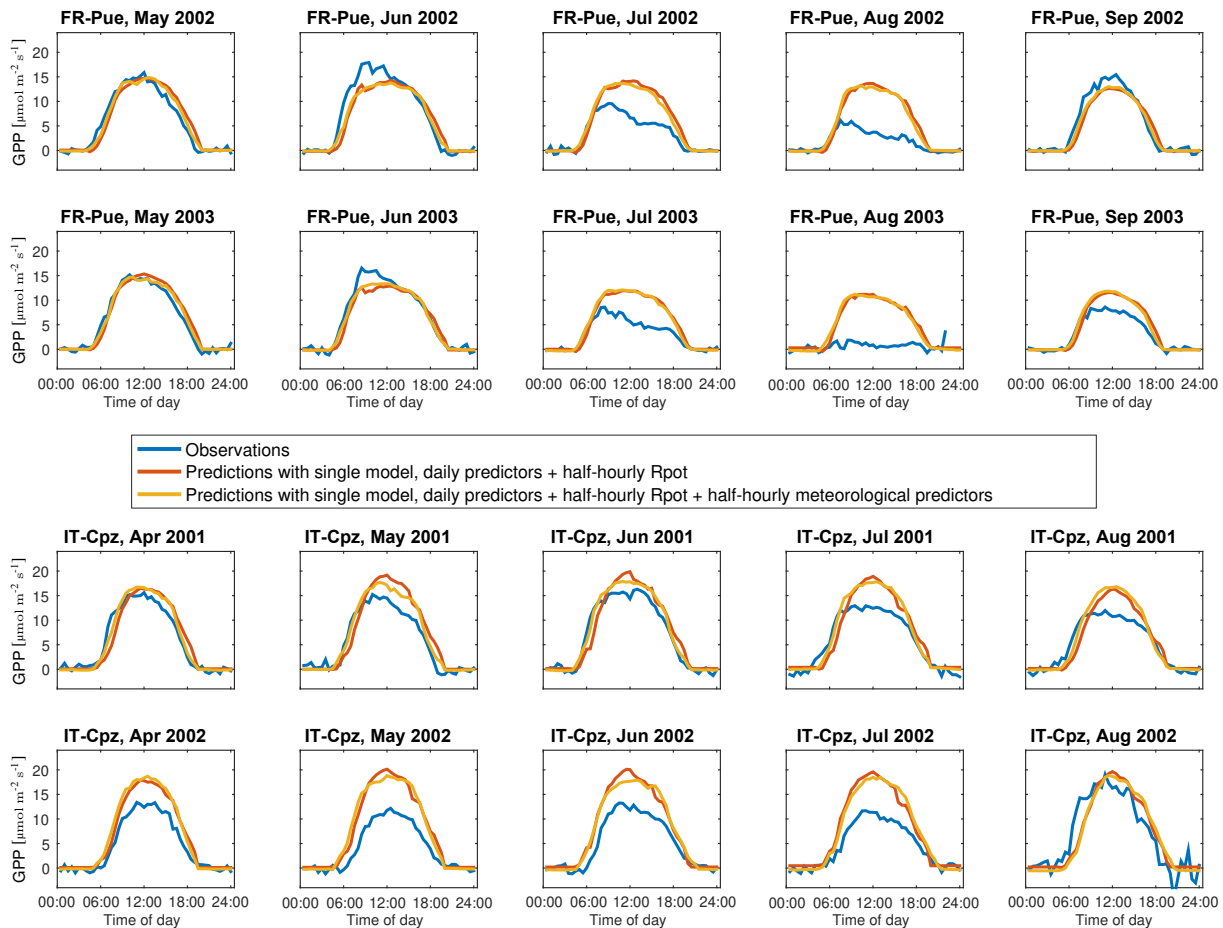 FR-Pue, May 2002 FR-Pue, Jun 2002 FR-Pue, Jul 2002 FR-Pue, Aug 2002 FR-Pue, Sep 2002
GPP [μmol m⁻² s⁻¹]
20
15
10
5
0
FR-Pue, May 2003 FR-Pue, Jun 2003 FR-Pue, Jul 2003 FR-Pue, Aug 2003 FR-Pue, Sep 2003
GPP [μmol m⁻² s⁻¹]
20
15
10
5
0
00:00 06:00 12:00 18:00 24:00 00:00 06:00 12:00 18:00 24:00 00:00 06:00 12:00 18:00 24:00 00:00 06:00 12:00 18:00 24:00 00:00 06:00 12:00 18:00 24:00
Time of day Time of day Time of day Time of day Time of day
Observations
Predictions with single model, daily predictors + half-hourly Rpot
Predictions with single model, daily predictors + half-hourly Rpot + half-hourly meteorological predictors
IT-Cpz, Apr 2001 IT-Cpz, May 2001 IT-Cpz, Jun 2001 IT-Cpz, Jul 2001 IT-Cpz, Aug 2001
GPP [μmol m⁻² s⁻¹]
20
15
10
5
0
IT-Cpz, Apr 2002 IT-Cpz, May 2002 IT-Cpz, Jun 2002 IT-Cpz, Jul 2002 IT-Cpz, Aug 2002
GPP [μmol m⁻² s⁻¹]
20
15
10
5
0
00:00 06:00 12:00 18:00 24:00 00:00 06:00 12:00 18:00 24:00 00:00 06:00 12:00 18:00 24:00 00:00 06:00 12:00 18:00 24:00 00:00 06:00 12:00 18:00 24:00
Time of day Time of day Time of day Time of day Time of day